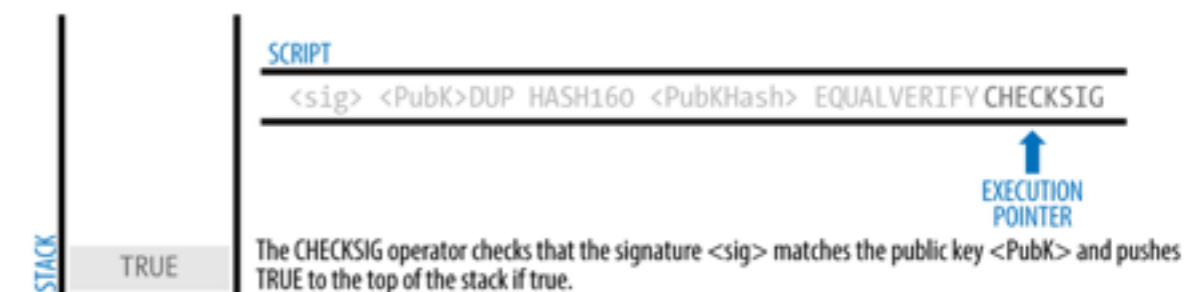 SCRIPT
<sig> <PubK>DUP HASH160 <PubKHash> EQUALVERIFY CHECKSIG
EXECUTION
POINTER
STACK
TRUE
The CHECKSIG operator checks that the signature <sig> matches the public key <PubK> and pushes
TRUE to the top of the stack if true.